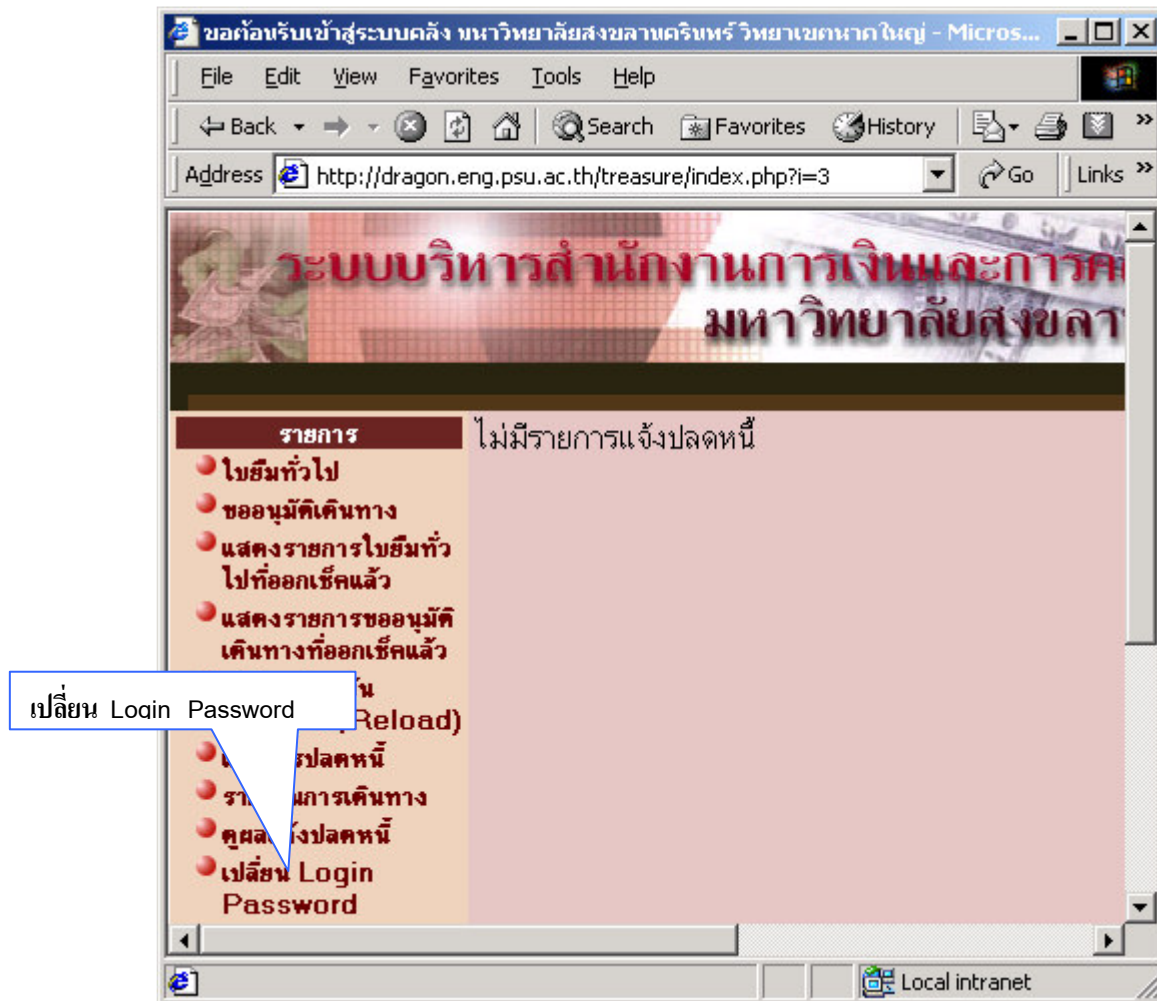 ขอต้อนรับเข้าสู่ระบบคลัง มหาวิทยาลัยสงขลานครินทร์ วิทยาเขตหาดใหญ่ - Micros...
File Edit View Favorites Tools Help
Back Search Favorites History »
Address http://dragon.eng.psu.ac.th/treasure/index.php?i=3 Go Links »
ระบบบริหารสำนักงานการเงินและการค
มหาวิทยาลัยสงขลา
รายการ
ไม่มีรายการแจ้งปลดหนี้
ใบยืมทั่วไป
ขออนุมัติเดินทาง
แสดงรายการใบยืมทั่ว
ไปที่ออกเช็คแล้ว
แสดงรายการขออนุมัติ
เดินทางที่ออกเช็คแล้ว
เปลี่ยน Login Password
Reload)
ปลดหนี้
การเดินทาง
ปลดหนี้
เปลี่ยน Login
Password
Local intranet